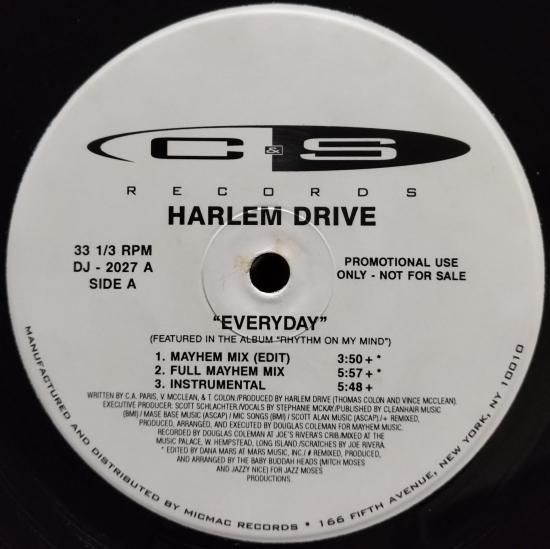 C&S
RECORDS
HARLEM DRIVE
33 1/3 RPM
DJ - 2027 A
SIDE A
PROMOTIONAL USE
ONLY - NOT FOR SALE
"EVERYDAY"
(FEATURED IN THE ALBUM "RHYTHM ON MY MIND")
1. MAYHEM MIX (EDIT) 3:50 + *
2. FULL MAYHEM MIX 5:57 + *
3. INSTRUMENTAL 5:48 +
WRITTEN BY C.A. PARIS, V. MCCLEAN, & T. COLON./PRODUCED BY HARLEM DRIVE (THOMAS COLON AND VINCE MCCLEAN).
EXECUTIVE PRODUCER: SCOTT SCHLACHTER/VOCALS BY STEPHANIE MCKAY/PUBLISHED BY CLEANHAIR MUSIC
(BMI) / MASE BASE MUSIC (ASCAP) / MIC SONGS (BMI) / SCOTT ALAN MUSIC (ASCAP) /+ REMIXED,
PRODUCED, ARRANGED, AND EXECUTED BY DOUGLAS COLEMAN FOR MAYHEM MUSIC.
RECORDED BY DOUGLAS COLEMAN AT JOE'S RIVERA'S CRIB/MIXED AT THE
MUSIC PALACE, W. HEMPSTEAD, LONG ISLAND./SCRATCHES BY JOE RIVERA.
* EDITED BY DANA MARS AT MARS MUSIC, INC./ # REMIXED, PRODUCED,
AND ARRANGED BY THE BABY BUDDAH HEADS (MITCH MOSES
AND JAZZY NICE) FOR JAZZ MOSES
PRODUCTIONS.
MANUFACTURED AND DISTRIBUTED BY MICMAC RECORDS • 166 FIFTH AVENUE, NEW YORK, NY 10010